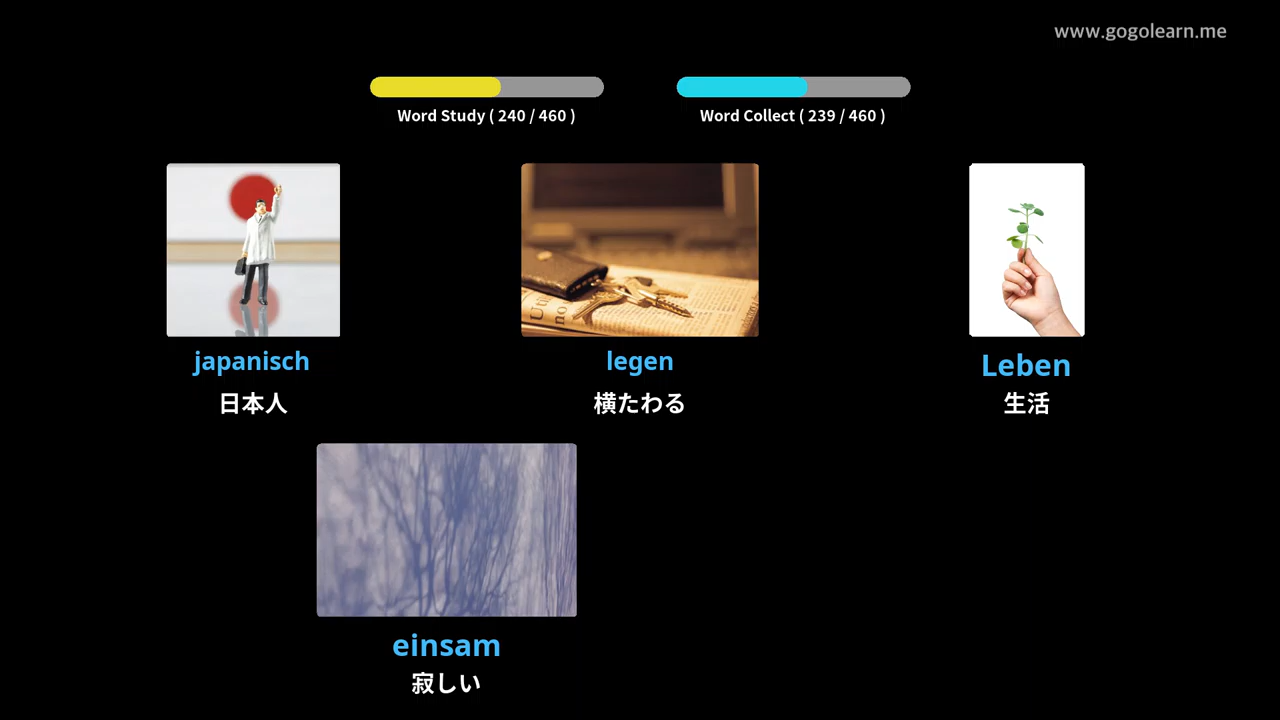 www.gogolearn.me
Word Study ( 240 / 460 )
Word Collect ( 239 / 460 )
japanisch
日本人
legen
横たわる
Leben
生活
einsam
寂しい